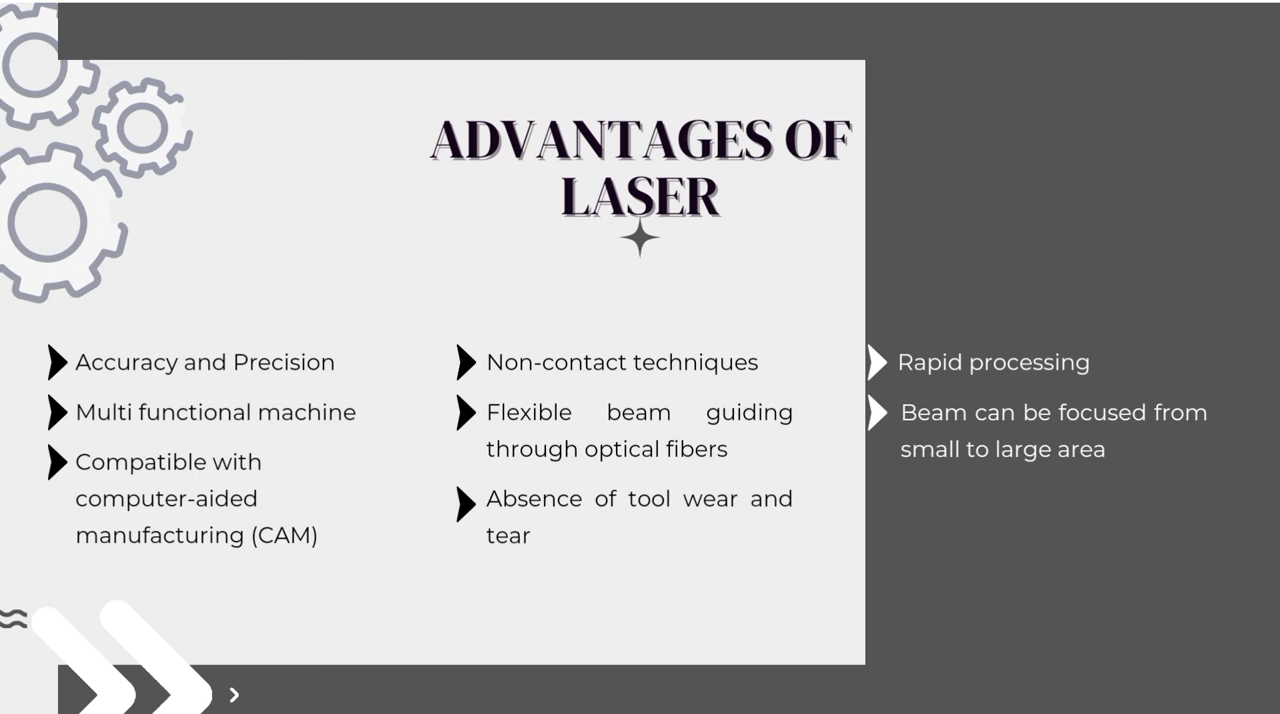 ADVANTAGES OF
LASER
Accuracy and Precision
Multi functional machine
Compatible with
computer-aided
manufacturing (CAM)
Non-contact techniques
Flexible beam guiding
through optical fibers
Absence of tool wear and
tear
Rapid processing
Beam can be focused from
small to large area